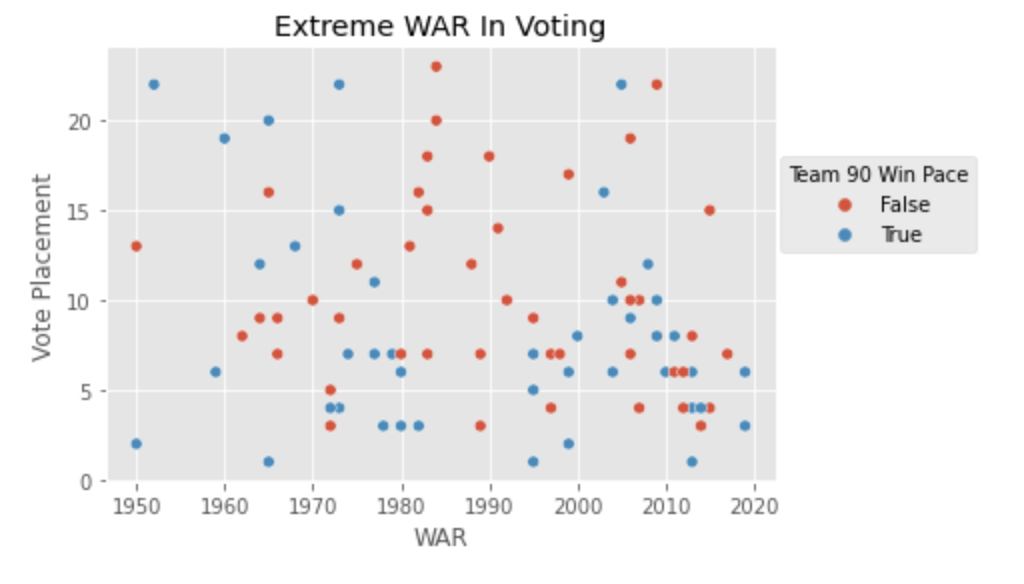 Extreme WAR In Voting
Vote Placement
20
15
10
5
0
1950 1960 1970 1980 1990 2000 2010 2020
WAR
Team 90 Win Pace
False
True